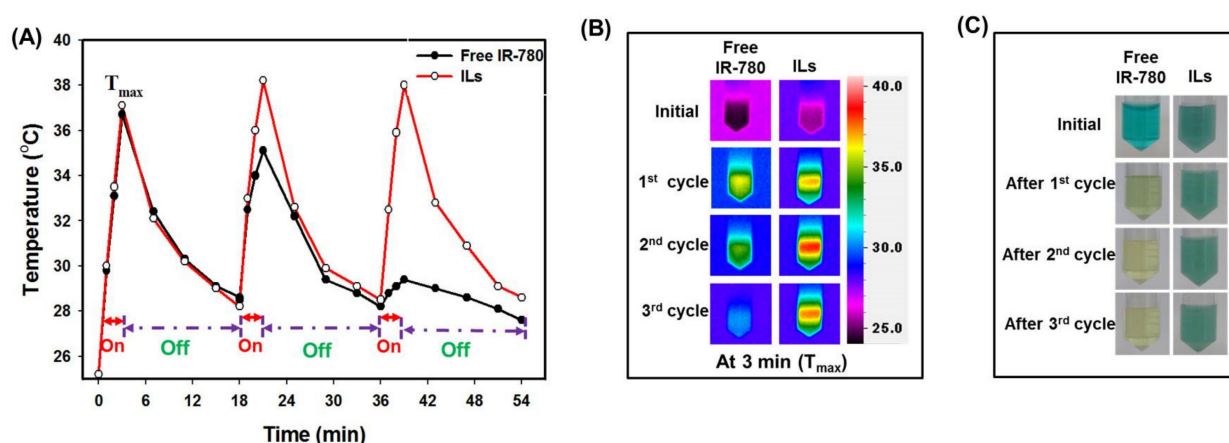 (A)
40
38
36
34
32
30
28
26
Temperature (°C)
Tmax
Free IR-780
ILs
On
Off
On
Off
On
Off
0 6 12 18 24 30 36 42 48 54
Time (min)
(B)
Free IR-780
ILs
Initial
1st cycle
2nd cycle
3rd cycle
40.0
35.0
30.0
25.0
At 3 min (Tmax)
(C)
Free IR-780
ILs
Initial
After 1st cycle
After 2nd cycle
After 3rd cycle